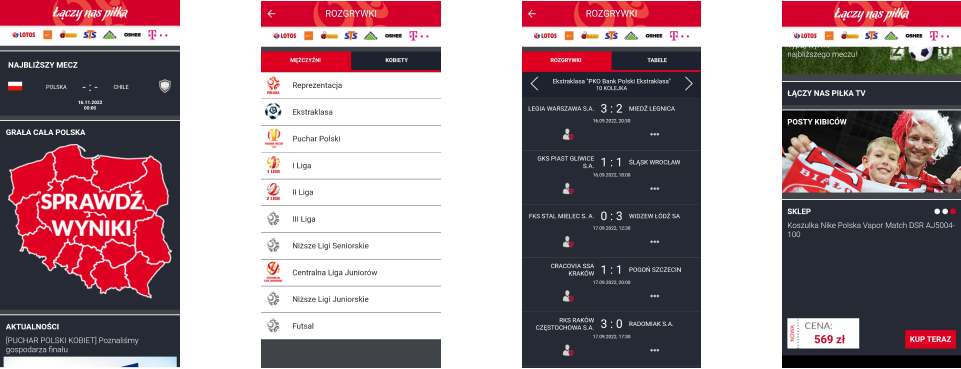 Łączy nas piłka
LOTOS
STS
OSHEE
T
NAJBLIŻSZY MECZ
POLSKA
- : -
CHILE
16.11.2022
00:00
GRAŁA CAŁA POLSKA
SPRAWDŹ
WYNIKI
AKTUALNOŚCI
[PUCHAR POLSKI KOBIET] Poznaliśmy
gospodarza finału
ROZGRYWKI
LOTOS
STS
OSHEE
T
MĘŻCZYŹNI
KOBIETY
Reprezentacja
Ekstraklasa
Puchar Polski
I Liga
II Liga
III Liga
Niższe Ligi Seniorskie
Centralna Liga Juniorów
Niższe Ligi Juniorskie
Futsal
ROZGRYWKI
LOTOS
STS
OSHEE
T
ROZGRYWKI
TABELE
Ekstraklasa "PKO Bank Polski Ekstraklasa"
10 KOLEJKA
LEGIA WARSZAWA S.A. 3 : 2 MIEDŹ LEGNICA
16.09.2022, 20:30
GKS PIAST GLIWICE
S.A. 1 : 1 ŚLĄSK WROCŁAW
16.09.2022, 18:00
FKS STAL MIELEC S. A. 0 : 3 WIDZEW ŁÓDŹ SA
17.09.2022, 12:30
CRACOVIA SSA
KRAKÓW 1 : 1 POGOŃ SZCZECIN
17.09.2022, 20:00
RKS RAKÓW
CZĘSTOCHOWA S.A. 3 : 0 RADOMIAK S.A.
17.09.2022, 17:30
Łączy nas piłka
LOTOS
STS
OSHEE
T
najbliższego meczu!
2 0
ŁĄCZY NAS PIŁKA TV
POSTY KIBICÓW
SKLEP
Koszulka Nike Polska Vapor Match DSR AJ5004-
100
NOWA
CENA:
569 zł
KUP TERAZ